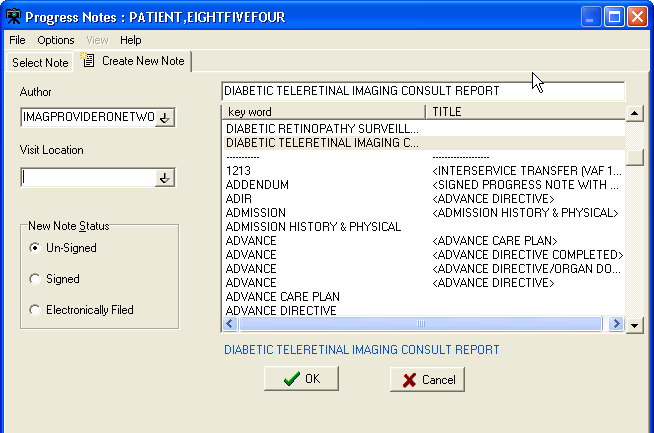 Progress Notes : PATIENT,EIGHTFIVEFOUR
File Options View Help
Select Note Create New Note
Author
IMAGPROVIDERONETWO
Visit Location
New Note Status
Un-Signed
Signed
Electronically Filed
DIABETIC TELERETINAL IMAGING CONSULT REPORT
key word TITLE
DIABETIC RETINOPATHY SURVEILL...
DIABETIC TELERETINAL IMAGING C...
----------- -------------------
1213 <INTERSERVICE TRANSFER (VAF 1...
ADDENDUM <SIGNED PROGRESS NOTE WITH ...
ADIR <ADVANCE DIRECTIVE>
ADMISSION <ADMISSION HISTORY & PHYSICAL>
ADMISSION HISTORY & PHYSICAL
ADVANCE <ADVANCE CARE PLAN>
ADVANCE <ADVANCE DIRECTIVE COMPLETED>
ADVANCE <ADVANCE DIRECTIVE/ORGAN DO...
ADVANCE <ADVANCE DIRECTIVE>
ADVANCE CARE PLAN
ADVANCE DIRECTIVE
DIABETIC TELERETINAL IMAGING CONSULT REPORT
OK Cancel